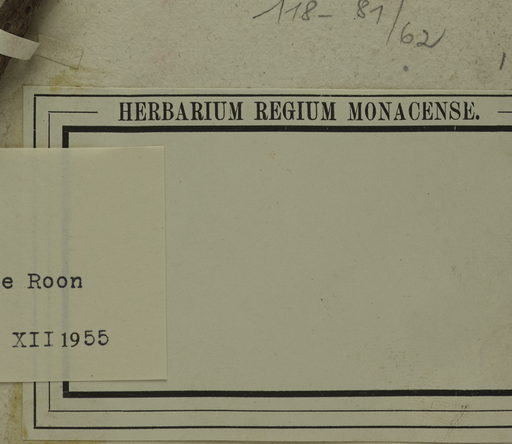 118- 81/62
HERBARIUM REGIUM MONACENSE.
e Roon
XII 1955